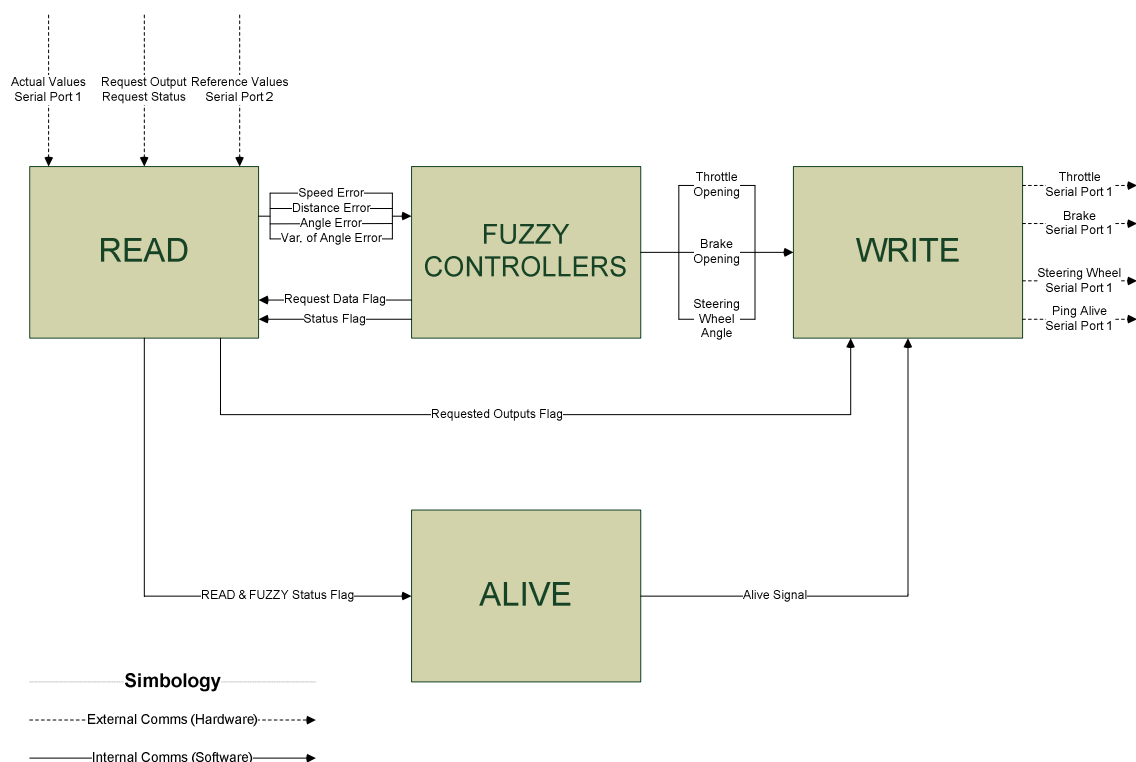 Actual Values
Serial Port 1
Request Output
Request Status
Reference Values
Serial Port 2
READ
Speed Error
Distance Error
Angle Error
Var. of Angle Error
Request Data Flag
Status Flag
FUZZY
CONTROLLERS
Throttle
Opening
Brake
Opening
Steering
Wheel
Angle
WRITE
Throttle
Serial Port 1
Brake
Serial Port 1
Steering Wheel
Serial Port 1
Ping Alive
Serial Port 1
Requested Outputs Flag
READ & FUZZY Status Flag
ALIVE
Alive Signal
Simbology
External Comms (Hardware)
Internal Comms (Software)